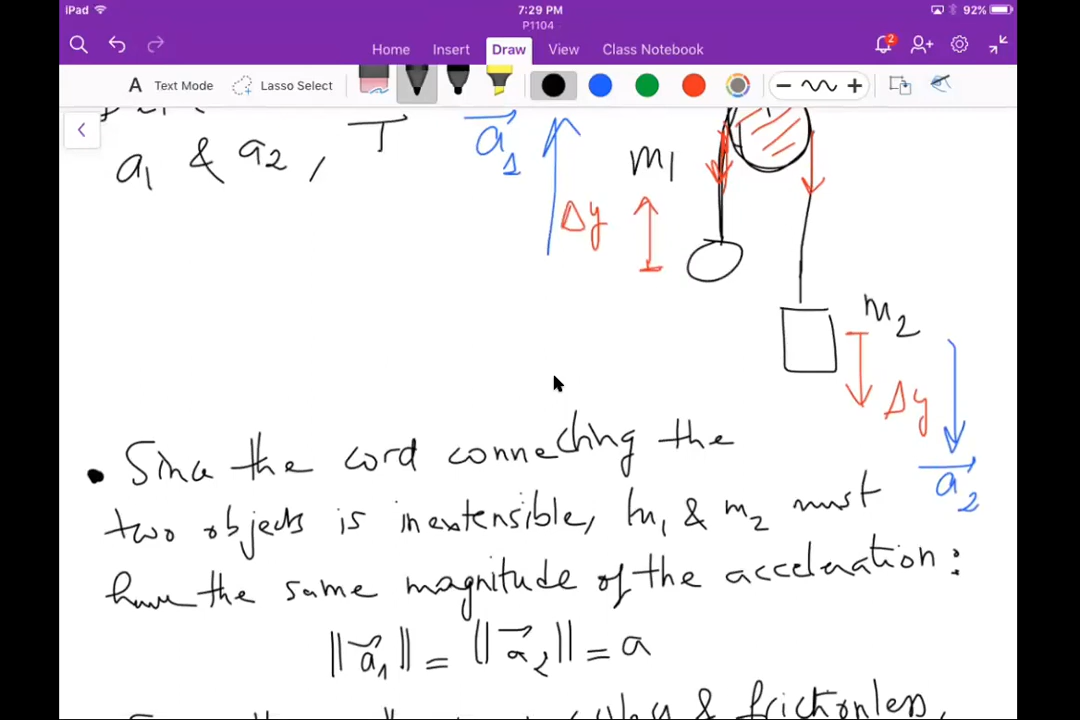 iPad 7:29 PM 92%
P1104
Home Insert Draw View Class Notebook
2
A Text Mode Lasso Select
a₁ & a₂, T
a₁
m₁
Δy
m₂
Δy
a₂
• Since the cord connecting the
two objects is inextensible, m₁ & m₂ must
have the same magnitude of the acceleration:
||a₁|| = ||a₂|| = a
& frictionless,